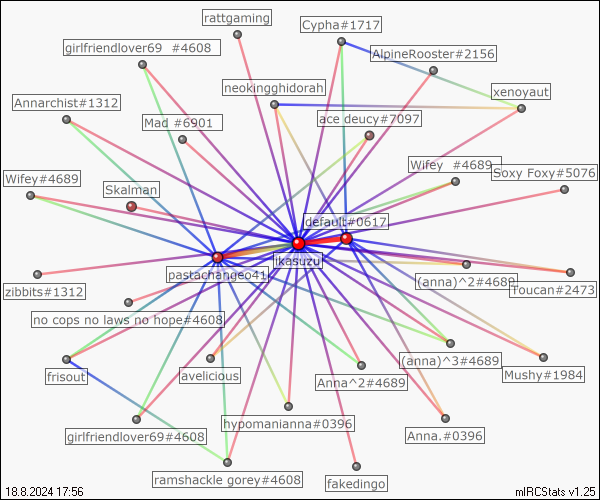 rattgaming
Cypha#1717
girlfriendlover69 #4608
AlpineRooster#2156
neokingghidorah
xenoyaut
Annarchist#1312
Mad #6901
ace deucy#7097
Wifey #4689
Soxy Foxy#5076
Wifey#4689
Skalman
default#0617
ikasuzu
pastachange041
(anna)^2#4689
Toucan#2473
zibbits#1312
no cops no laws no hope#4608
(anna)^3#4689
frisout
avelicious
Anna^2#4689
Mushy#1984
hypomanianna#0396
girlfriendlover69#4608
Anna.#0396
ramshackle gorey#4608
fakedingo
18.8.2024 17:56
mIRCStats v1.25